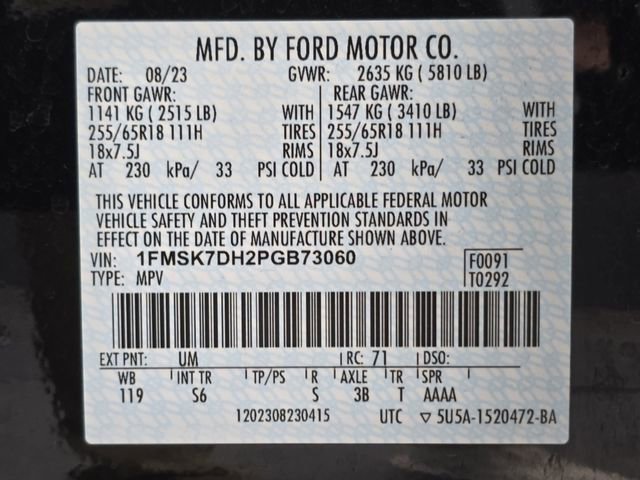 MFD. BY FORD MOTOR CO.
DATE: 08/23 GVWR: 2635 KG ( 5810 LB)
FRONT GAWR: REAR GAWR:
1141 KG ( 2515 LB) WITH 1547 KG ( 3410 LB) WITH
255/65R18 111H TIRES 255/65R18 111H TIRES
18x7.5J RIMS 18x7.5J RIMS
AT 230 kPa/ 33 PSI COLD AT 230 kPa/ 33 PSI COLD
THIS VEHICLE CONFORMS TO ALL APPLICABLE FEDERAL MOTOR
VEHICLE SAFETY AND THEFT PREVENTION STANDARDS IN
EFFECT ON THE DATE OF MANUFACTURE SHOWN ABOVE.
VIN: 1FMSK7DH2PGB73060 F0091
TYPE: MPV T0292
EXT PNT: UM RC: 71 DSO:
WB INT TR TP/PS R AXLE TR SPR
119 S6 S 3B T AAAA
1202308230415 UTC ▽ 5U5A-1520472-BA